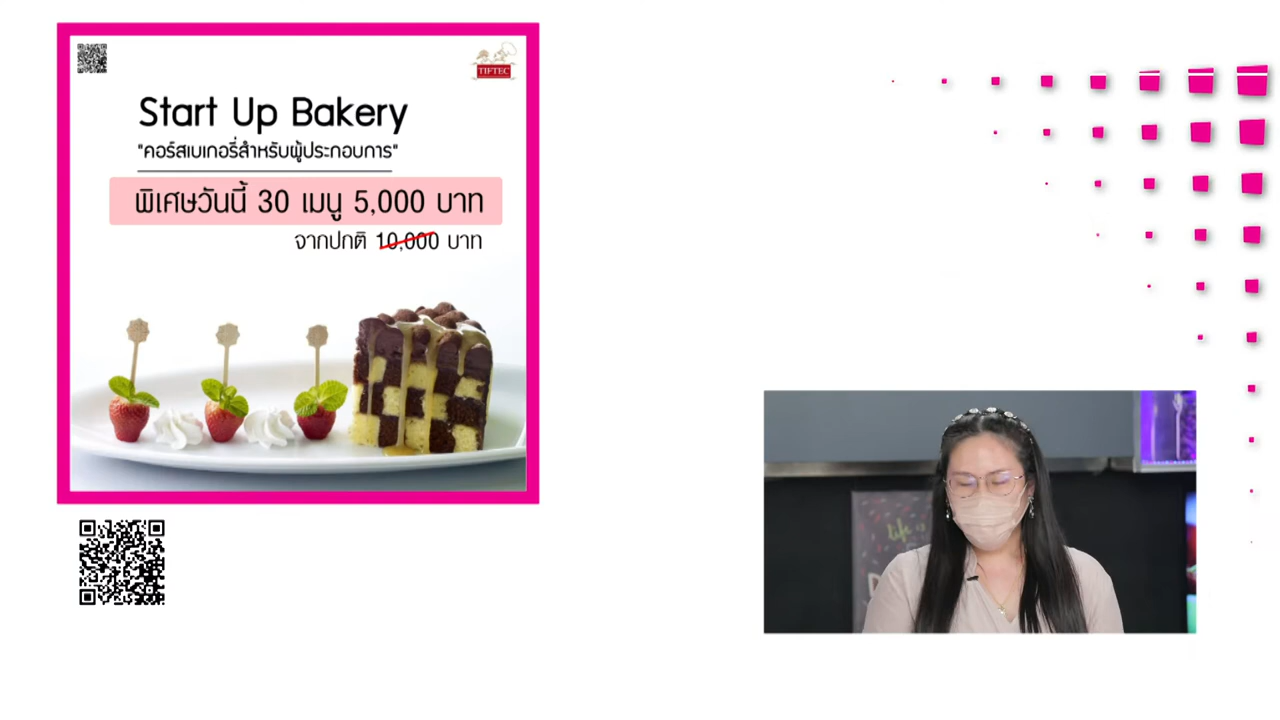 TIFTEC
Start Up Bakery
"คอร์สเบเกอรี่สำหรับผู้ประกอบการ"
พิเศษวันนี้ 30 เมนู 5,000 บาท
จากปกติ 10,000 บาท
life is